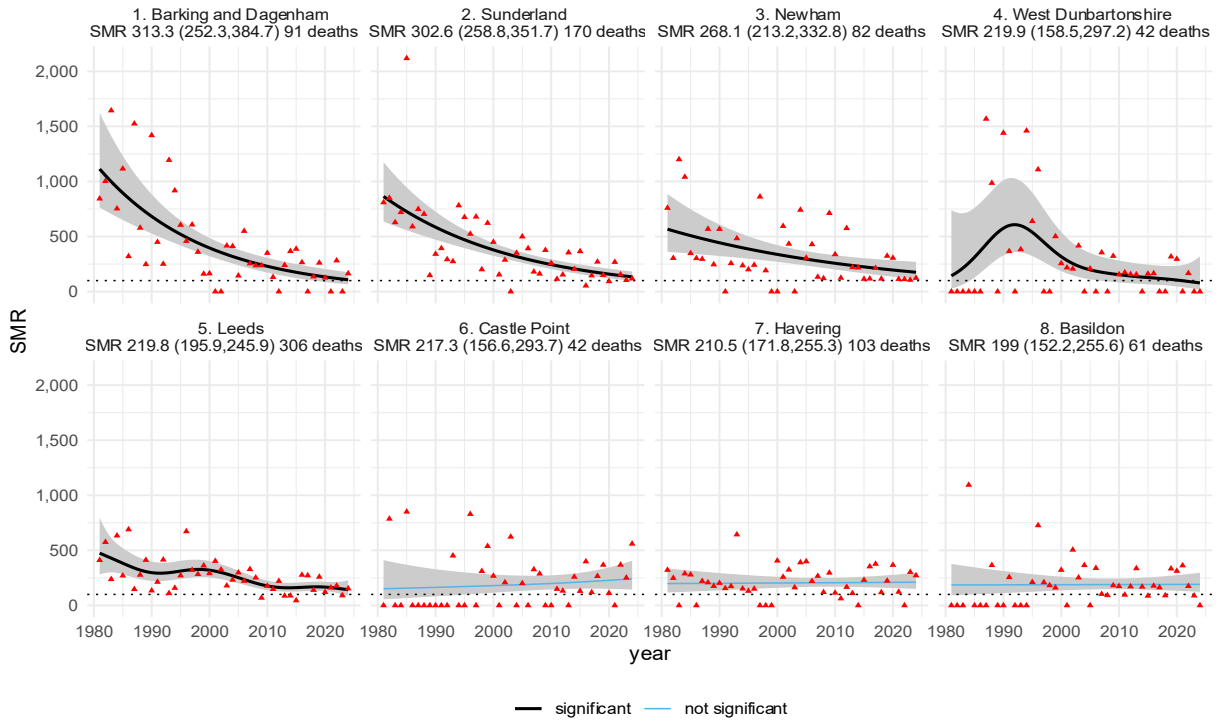 1. Barking and Dagenham
SMR 313.3 (252.3,384.7) 91 deaths
2. Sunderland
SMR 302.6 (258.8,351.7) 170 deaths
3. Newham
SMR 268.1 (213.2,332.8) 82 deaths
4. West Dunbartonshire
SMR 219.9 (158.5,297.2) 42 deaths
2,000
1,500
1,000
500
0
SMR
5. Leeds
SMR 219.8 (195.9,245.9) 306 deaths
6. Castle Point
SMR 217.3 (156.6,293.7) 42 deaths
7. Havering
SMR 210.5 (171.8,255.3) 103 deaths
8. Basildon
SMR 199 (152.2,255.6) 61 deaths
2,000
1,500
1,000
500
0
1980 1990 2000 2010 2020
1980 1990 2000 2010 2020
1980 1990 2000 2010 2020
1980 1990 2000 2010 2020
year
significant
not significant